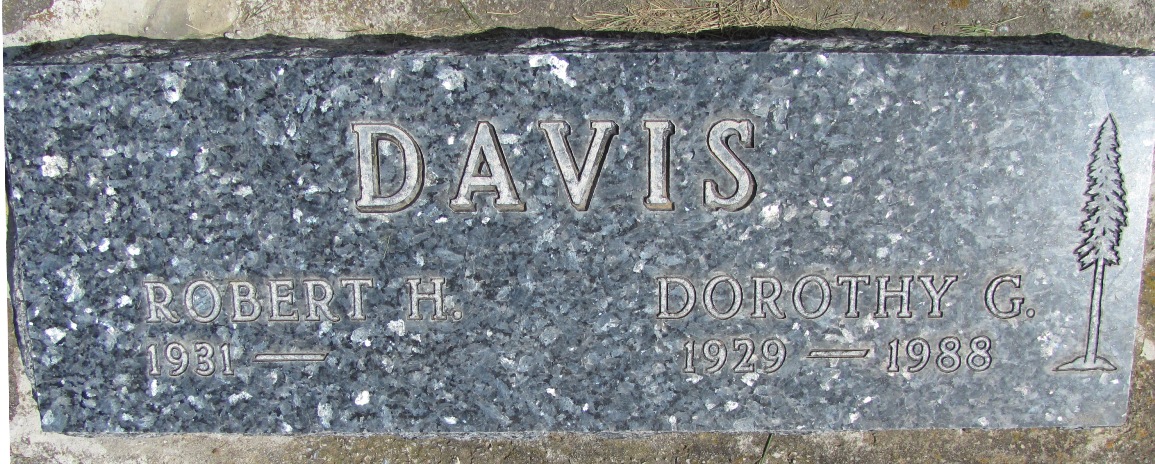 DAVIS
ROBERT H. DOROTHY G.
1931 — 1929 — 1988